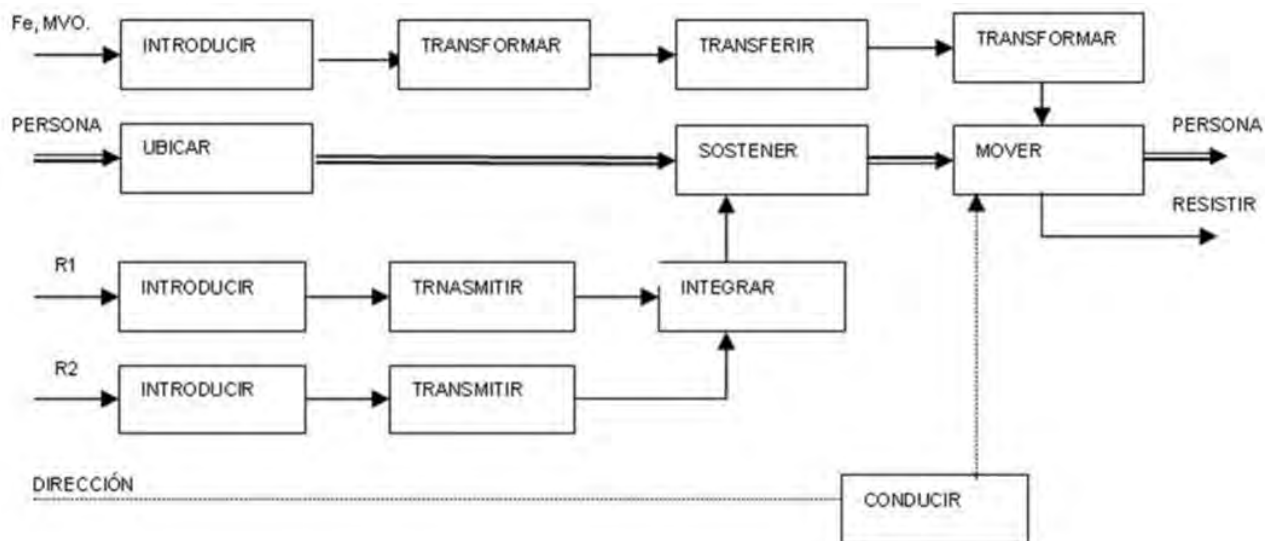 Fe, MVO.
INTRODUCIR
TRANSFORMAR
TRANSFERIR
TRANSFORMAR
PERSONA
UBICAR
SOSTENER
MOVER
PERSONA
RESISTIR
R1
INTRODUCIR
TRNASMITIR
INTEGRAR
R2
INTRODUCIR
TRANSMITIR
DIRECCIÓN
CONDUCIR